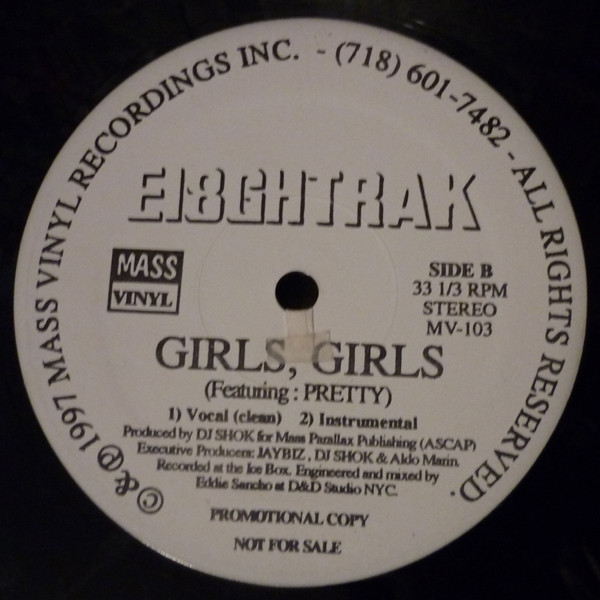 © & ℗ 1997 MASS VINYL RECORDINGS INC. - (718) 601-7482 - ALL RIGHTS RESERVED.
EI8GHTRAK
MASS
VINYL
SIDE B
33 1/3 RPM
STEREO
MV-103
GIRLS, GIRLS
(Featuring : PRETTY)
1) Vocal (clean) 2) Instrumental
Produced by DJ SHOK for Mass Parallax Publishing (ASCAP)
Executive Producers: JAYBIZ , DJ SHOK & Aldo Marin.
Recorded at the Ice Box. Engineered and mixed by
Eddie Sancho at D&D Studio NYC.
PROMOTIONAL COPY
NOT FOR SALE